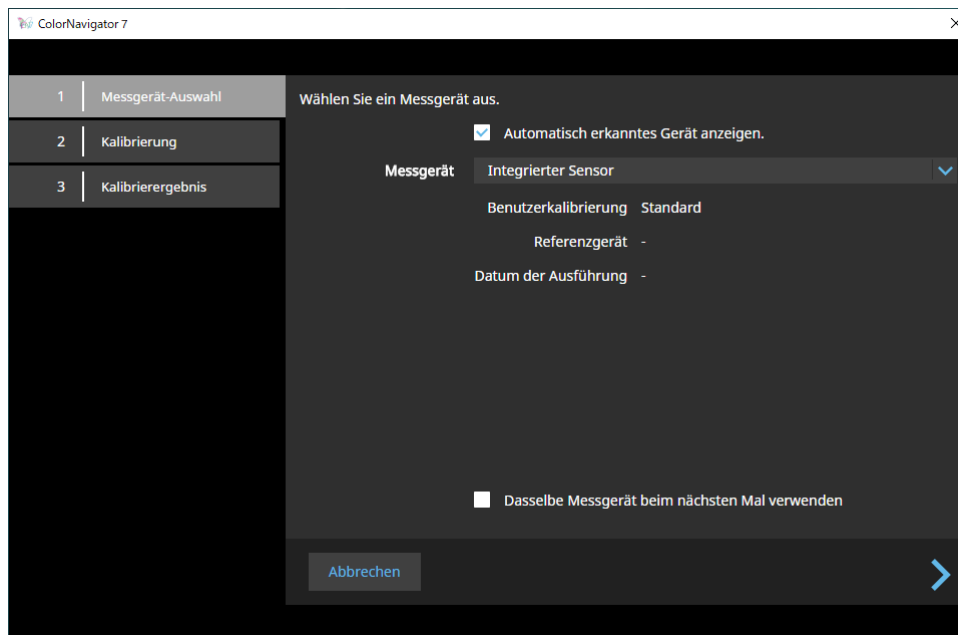 ColorNavigator 7
1 Messgerät-Auswahl
2 Kalibrierung
3 Kalibrierergebnis
Wählen Sie ein Messgerät aus.
Automatisch erkanntes Gerät anzeigen.
Messgerät Integrierter Sensor
Benutzerkalibrierung Standard
Referenzgerät -
Datum der Ausführung -
Dasselbe Messgerät beim nächsten Mal verwenden
Abbrechen